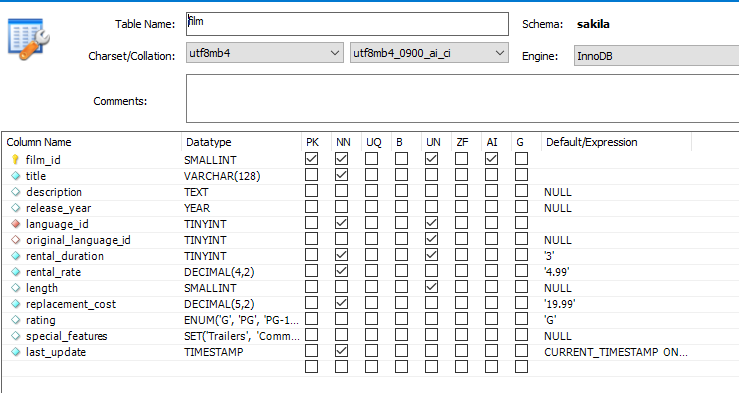 Table Name: film Schema: sakila
Charset/Collation: utf8mb4 utf8mb4_0900_ai_ci Engine: InnoDB
Comments:
Column Name Datatype PK NN UQ B UN ZF AI G Default/Expression
film_id SMALLINT
title VARCHAR(128)
description TEXT NULL
release_year YEAR NULL
language_id TINYINT
original_language_id TINYINT NULL
rental_duration TINYINT '3'
rental_rate DECIMAL(4,2) '4.99'
length SMALLINT NULL
replacement_cost DECIMAL(5,2) '19.99'
rating ENUM('G', 'PG', 'PG-1... 'G'
special_features SET('Trailers', 'Comm... NULL
last_update TIMESTAMP CURRENT_TIMESTAMP ON...